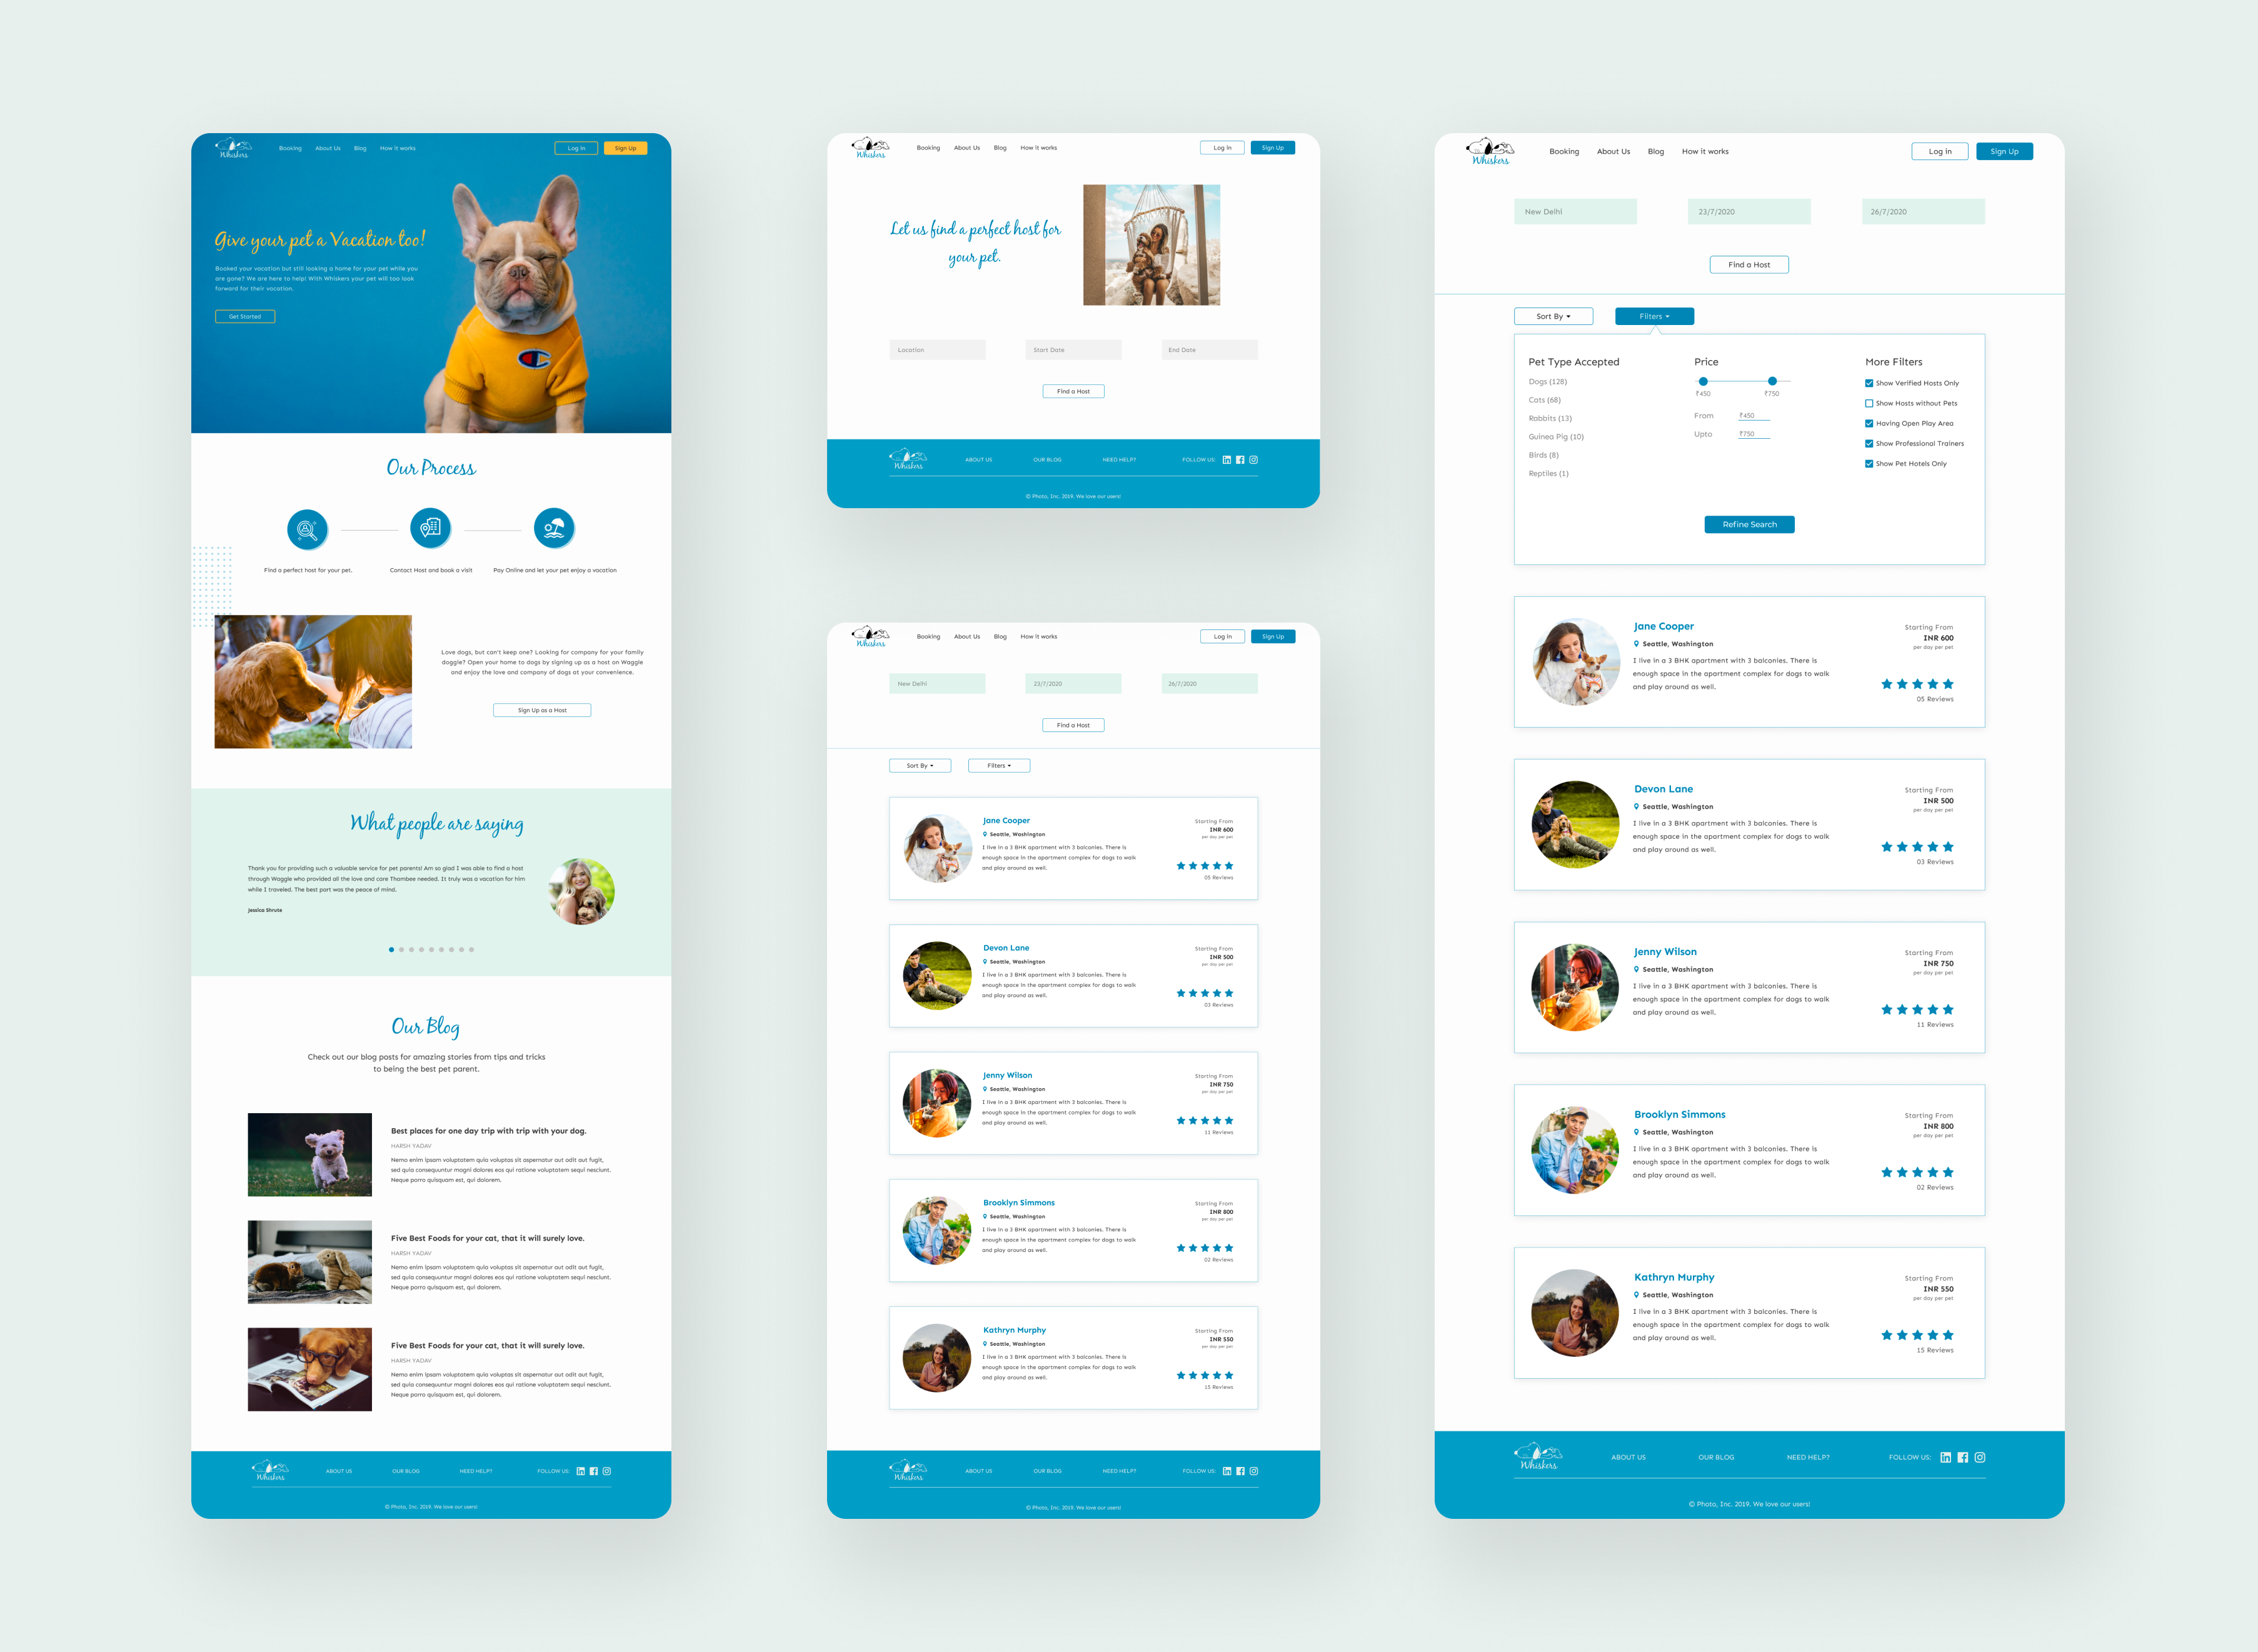 Whiskers
Booking About Us Blog How it works Log in Sign Up
Give your pet a Vacation too!
Booked your vacation but still looking a home for your pet while you
are gone? We are here to help! With Whiskers your pet will too look
forward for their vacation.
Get Started
Our Process
Find a perfect host for your pet. Contact Host and book a visit Pay Online and let your pet enjoy a vacation
Love dogs, but can't keep one? Looking for company for your family
doggie? Open your home to dogs by signing up as a host on Waggle
and enjoy the love and company of dogs at your convenience.
Sign Up as a Host
What people are saying
Thank you for providing such a valuable service for pet parents! Am so glad I was able to find a host
through Waggle who provided all the love and care Thambee needed. It truly was a vacation for him
while I traveled. The best part was the peace of mind.
Jessica Shrute
Our Blog
Check out our blog posts for amazing stories from tips and tricks
to being the best pet parent.
Best places for one day trip with trip with your dog.
HARSH YADAV
Nemo enim ipsam voluptatem quia voluptas sit aspernatur aut odit aut fugit,
sed quia consequuntur magni dolores eos qui ratione voluptatem sequi nesciunt.
Neque porro quisquam est, qui dolorem.
Five Best Foods for your cat, that it will surely love.
HARSH YADAV
Nemo enim ipsam voluptatem quia voluptas sit aspernatur aut odit aut fugit,
sed quia consequuntur magni dolores eos qui ratione voluptatem sequi nesciunt.
Neque porro quisquam est, qui dolorem.
Five Best Foods for your cat, that it will surely love.
HARSH YADAV
Nemo enim ipsam voluptatem quia voluptas sit aspernatur aut odit aut fugit,
sed quia consequuntur magni dolores eos qui ratione voluptatem sequi nesciunt.
Neque porro quisquam est, qui dolorem.
Whiskers
ABOUT US OUR BLOG NEED HELP? FOLLOW US:
© Photo, Inc. 2019. We love our users!
Whiskers
Booking About Us Blog How it works Log in Sign Up
Let us find a perfect host for
your pet.
Location Start Date End Date
Find a Host
Whiskers
ABOUT US OUR BLOG NEED HELP? FOLLOW US:
© Photo, Inc. 2019. We love our users!
Whiskers
Booking About Us Blog How it works Log in Sign Up
New Delhi 23/7/2020 26/7/2020
Find a Host
Sort By Filters
Jane Cooper
Seattle, Washington
I live in a 3 BHK apartment with 3 balconies. There is
enough space in the apartment complex for dogs to walk
and play around as well.
Starting From
INR 600
per day per pet
05 Reviews
Devon Lane
Seattle, Washington
I live in a 3 BHK apartment with 3 balconies. There is
enough space in the apartment complex for dogs to walk
and play around as well.
Starting From
INR 500
per day per pet
03 Reviews
Jenny Wilson
Seattle, Washington
I live in a 3 BHK apartment with 3 balconies. There is
enough space in the apartment complex for dogs to walk
and play around as well.
Starting From
INR 750
per day per pet
11 Reviews
Brooklyn Simmons
Seattle, Washington
I live in a 3 BHK apartment with 3 balconies. There is
enough space in the apartment complex for dogs to walk
and play around as well.
Starting From
INR 800
per day per pet
02 Reviews
Kathryn Murphy
Seattle, Washington
I live in a 3 BHK apartment with 3 balconies. There is
enough space in the apartment complex for dogs to walk
and play around as well.
Starting From
INR 550
per day per pet
15 Reviews
Whiskers
ABOUT US OUR BLOG NEED HELP? FOLLOW US:
© Photo, Inc. 2019. We love our users!
Whiskers
Booking About Us Blog How it works Log in Sign Up
New Delhi 23/7/2020 26/7/2020
Find a Host
Sort By Filters
Pet Type Accepted
Dogs (128)
Cats (68)
Rabbits (13)
Guinea Pig (10)
Birds (8)
Reptiles (1)
Price
₹450 ₹750
From ₹450
Upto ₹750
More Filters
Show Verified Hosts Only
Show Hosts without Pets
Having Open Play Area
Show Professional Trainers
Show Pet Hotels Only
Refine Search
Jane Cooper
Seattle, Washington
I live in a 3 BHK apartment with 3 balconies. There is
enough space in the apartment complex for dogs to walk
and play around as well.
Starting From
INR 600
per day per pet
05 Reviews
Devon Lane
Seattle, Washington
I live in a 3 BHK apartment with 3 balconies. There is
enough space in the apartment complex for dogs to walk
and play around as well.
Starting From
INR 500
per day per pet
03 Reviews
Jenny Wilson
Seattle, Washington
I live in a 3 BHK apartment with 3 balconies. There is
enough space in the apartment complex for dogs to walk
and play around as well.
Starting From
INR 750
per day per pet
11 Reviews
Brooklyn Simmons
Seattle, Washington
I live in a 3 BHK apartment with 3 balconies. There is
enough space in the apartment complex for dogs to walk
and play around as well.
Starting From
INR 800
per day per pet
02 Reviews
Kathryn Murphy
Seattle, Washington
I live in a 3 BHK apartment with 3 balconies. There is
enough space in the apartment complex for dogs to walk
and play around as well.
Starting From
INR 550
per day per pet
15 Reviews
Whiskers
ABOUT US OUR BLOG NEED HELP? FOLLOW US:
© Photo, Inc. 2019. We love our users!